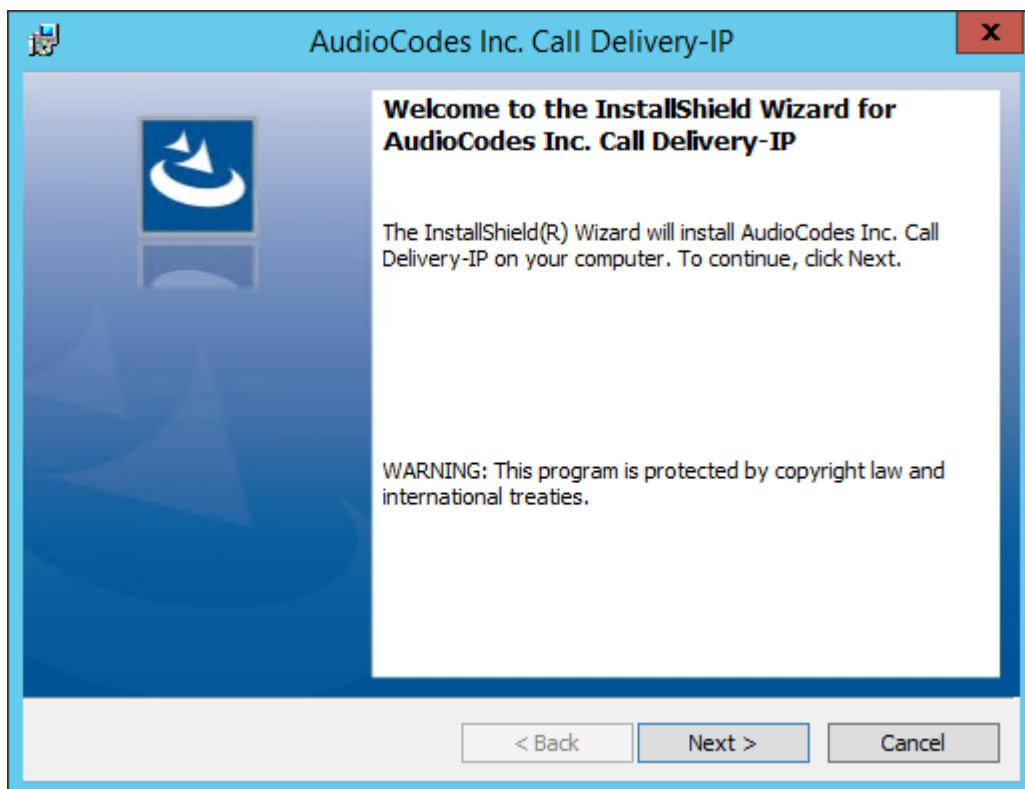 AudioCodes Inc. Call Delivery-IP
x
Welcome to the InstallShield Wizard for
AudioCodes Inc. Call Delivery-IP
The InstallShield(R) Wizard will install AudioCodes Inc. Call
Delivery-IP on your computer. To continue, click Next.
WARNING: This program is protected by copyright law and
international treaties.
< Back
Next >
Cancel